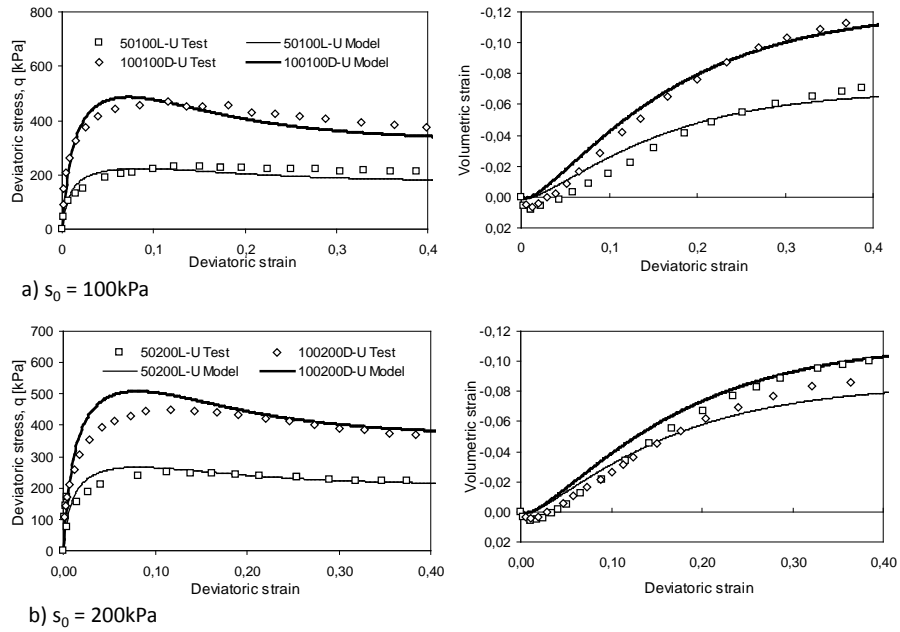 800
600
400
200
0
Deviatoric stress, q [kPa]
50100L-U Test
50100L-U Model
100100D-U Test
100100D-U Model
0
0,1
0,2
0,3
0,4
Deviatoric strain
-0,12
-0,10
-0,08
-0,06
-0,04
-0,02
0,00
0,02
Volumetric strain
0
0,1
0,2
0,3
0,4
Deviatoric strain
a) s0 = 100kPa
700
600
500
400
300
200
100
0
Deviatoric stress, q [kPa]
50200L-U Test
100200D-U Test
50200L-U Model
100200D-U Model
0,00
0,10
0,20
0,30
0,40
Deviatoric strain
-0,12
-0,10
-0,08
-0,06
-0,04
-0,02
0,00
0,02
Volumetric strain
0,00
0,10
0,20
0,30
0,40
Deviatoric strain
b) s0 = 200kPa